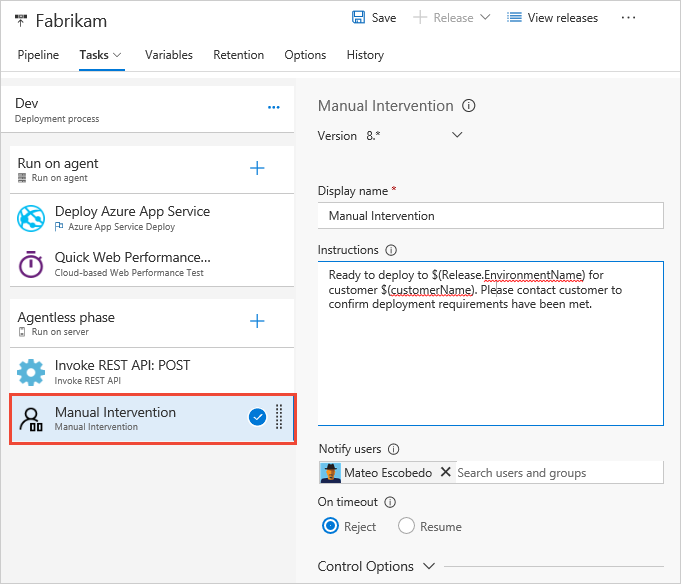 Fabrikam
Save
Release
View releases
...
Pipeline
Tasks
Variables
Retention
Options
History
Dev
Deployment process
...
Run on agent
Run on agent
Deploy Azure App Service
Azure App Service Deploy
Quick Web Performance...
Cloud-based Web Performance Test
Agentless phase
Run on server
Invoke REST API: POST
Invoke REST API
Manual Intervention
Manual Intervention
Manual Intervention
Version 8.*
Display name *
Manual Intervention
Instructions
Ready to deploy to $(Release.EnvironmentName) for
customer $(customerName). Please contact customer to
confirm deployment requirements have been met.
Notify users
Mateo Escobedo
Search users and groups
On timeout
Reject
Resume
Control Options